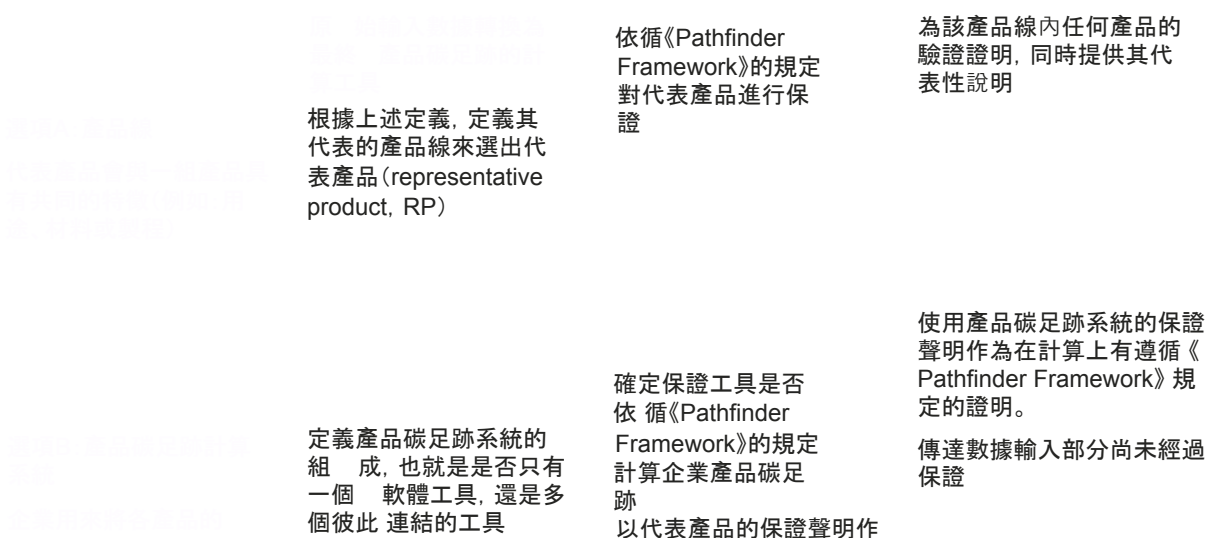 根據上述定義，定義其
代表的產品線來選出代
表產品（representative
product，RP）
依循《Pathfinder
Framework》的規定
對代表產品進行保
證
為該產品線內任何產品的
驗證證明，同時提供其代
表性說明
定義產品碳足跡系統的
組 成，也就是是否只有
一個 軟體工具，還是多
個彼此 連結的工具
確定保證工具是否
依 循《Pathfinder
Framework》的規定
計算企業產品碳足
跡
以代表產品的保證聲明作
使用產品碳足跡系統的保證
聲明作為在計算上有遵循《
Pathfinder Framework》規
定的證明。
傳達數據輸入部分尚未經過
保證